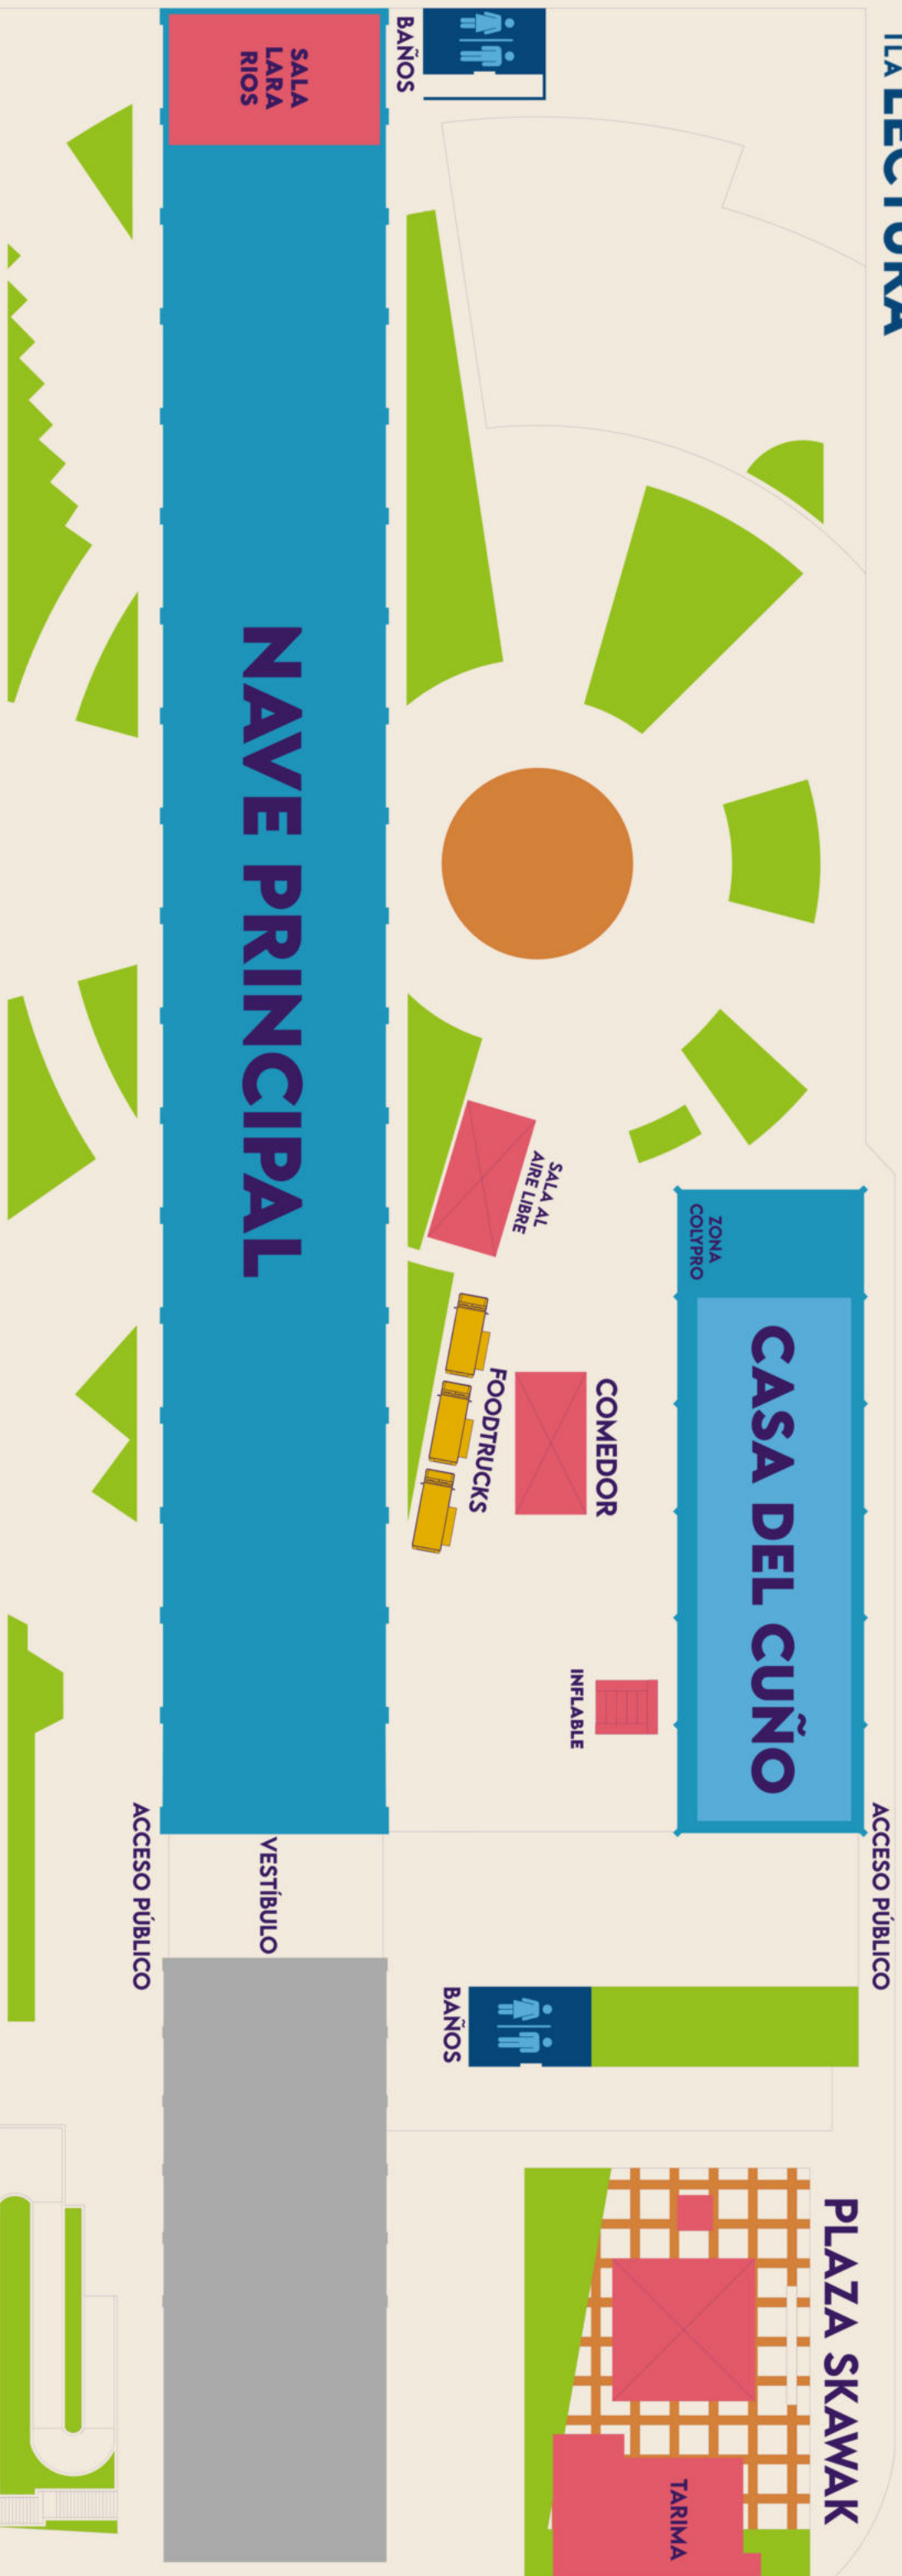 LECTURA
ACCESO PÚBLICO
PLAZA SKAWAK
CASA DEL CUÑO
ZONA
COLYPRO
TARIMA
COMEDOR
INFLABLE
SALA AL
AIRE LIBRE
FOODTRUCKS
BAÑOS
BAÑOS
SALA
LARA
RIOS
NAVE PRINCIPAL
VESTÍBULO
ACCESO PÚBLICO